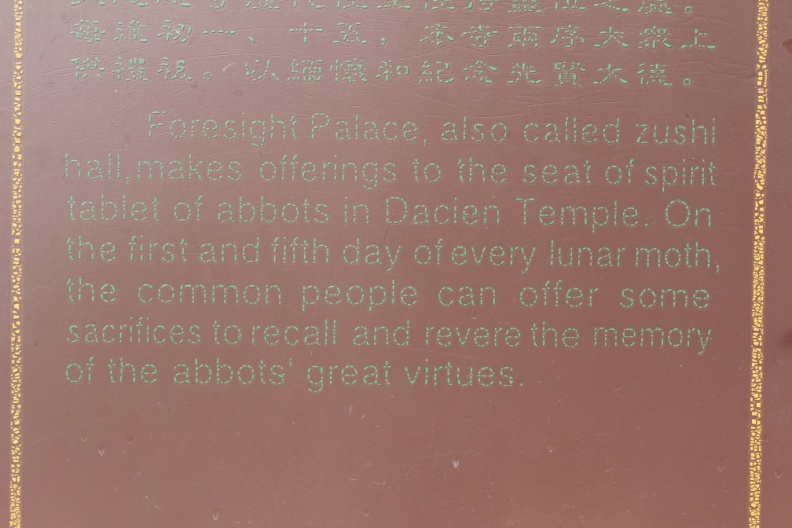 每逢初一、十五，本寺兩序大衆上
供禮祖。以緬懷和紀念先賢大德。
Foresight Palace, also called zushi
hall,makes offerings to the seat of spirit
tablet of abbots in Dacien Temple. On
the first and fifth day of every lunar moth,
the common people can offer some
sacrifices to recall and revere the memory
of the abbots' great virtues.